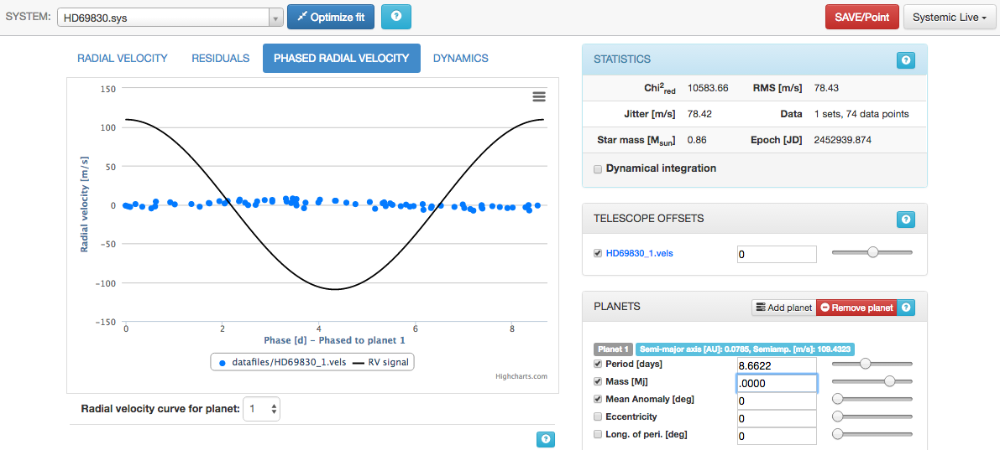 SYSTEM: HD69830.sys Optimize fit ? SAVE/Point Systemic Live
RADIAL VELOCITY RESIDUALS PHASED RADIAL VELOCITY DYNAMICS
150
100
50
0
-50
-100
-150
Radial velocity [m/s]
0 2 4 6 8
Phase [d] - Phased to planet 1
datafiles/HD69830_1.vels RV signal
Highcharts.com
Radial velocity curve for planet: 1
?
STATISTICS ?
Chi²red 10583.66 RMS [m/s] 78.43
Jitter [m/s] 78.42 Data 1 sets, 74 data points
Star mass [Msun] 0.86 Epoch [JD] 2452939.874
Dynamical integration
TELESCOPE OFFSETS ?
HD69830_1.vels 0
PLANETS Add planet Remove planet ?
Planet 1 Semi-major axis [AU]: 0.0785, Semiamp. [m/s]: 109.4323
Period [days] 8.6622
Mass [Mj] .0000
Mean Anomaly [deg] 0
Eccentricity 0
Long. of peri. [deg] 0